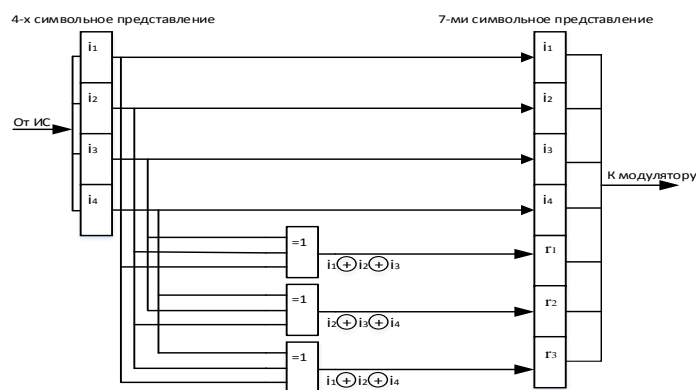 4-х символьное представление
7-ми символьное представление
От ИС
i1
i2
i3
i4
i1
i2
i3
i4
r1
r2
r3
К модулятору
=1
i1⊕i2⊕i3
=1
i2⊕i3⊕i4
=1
i1⊕i2⊕i4